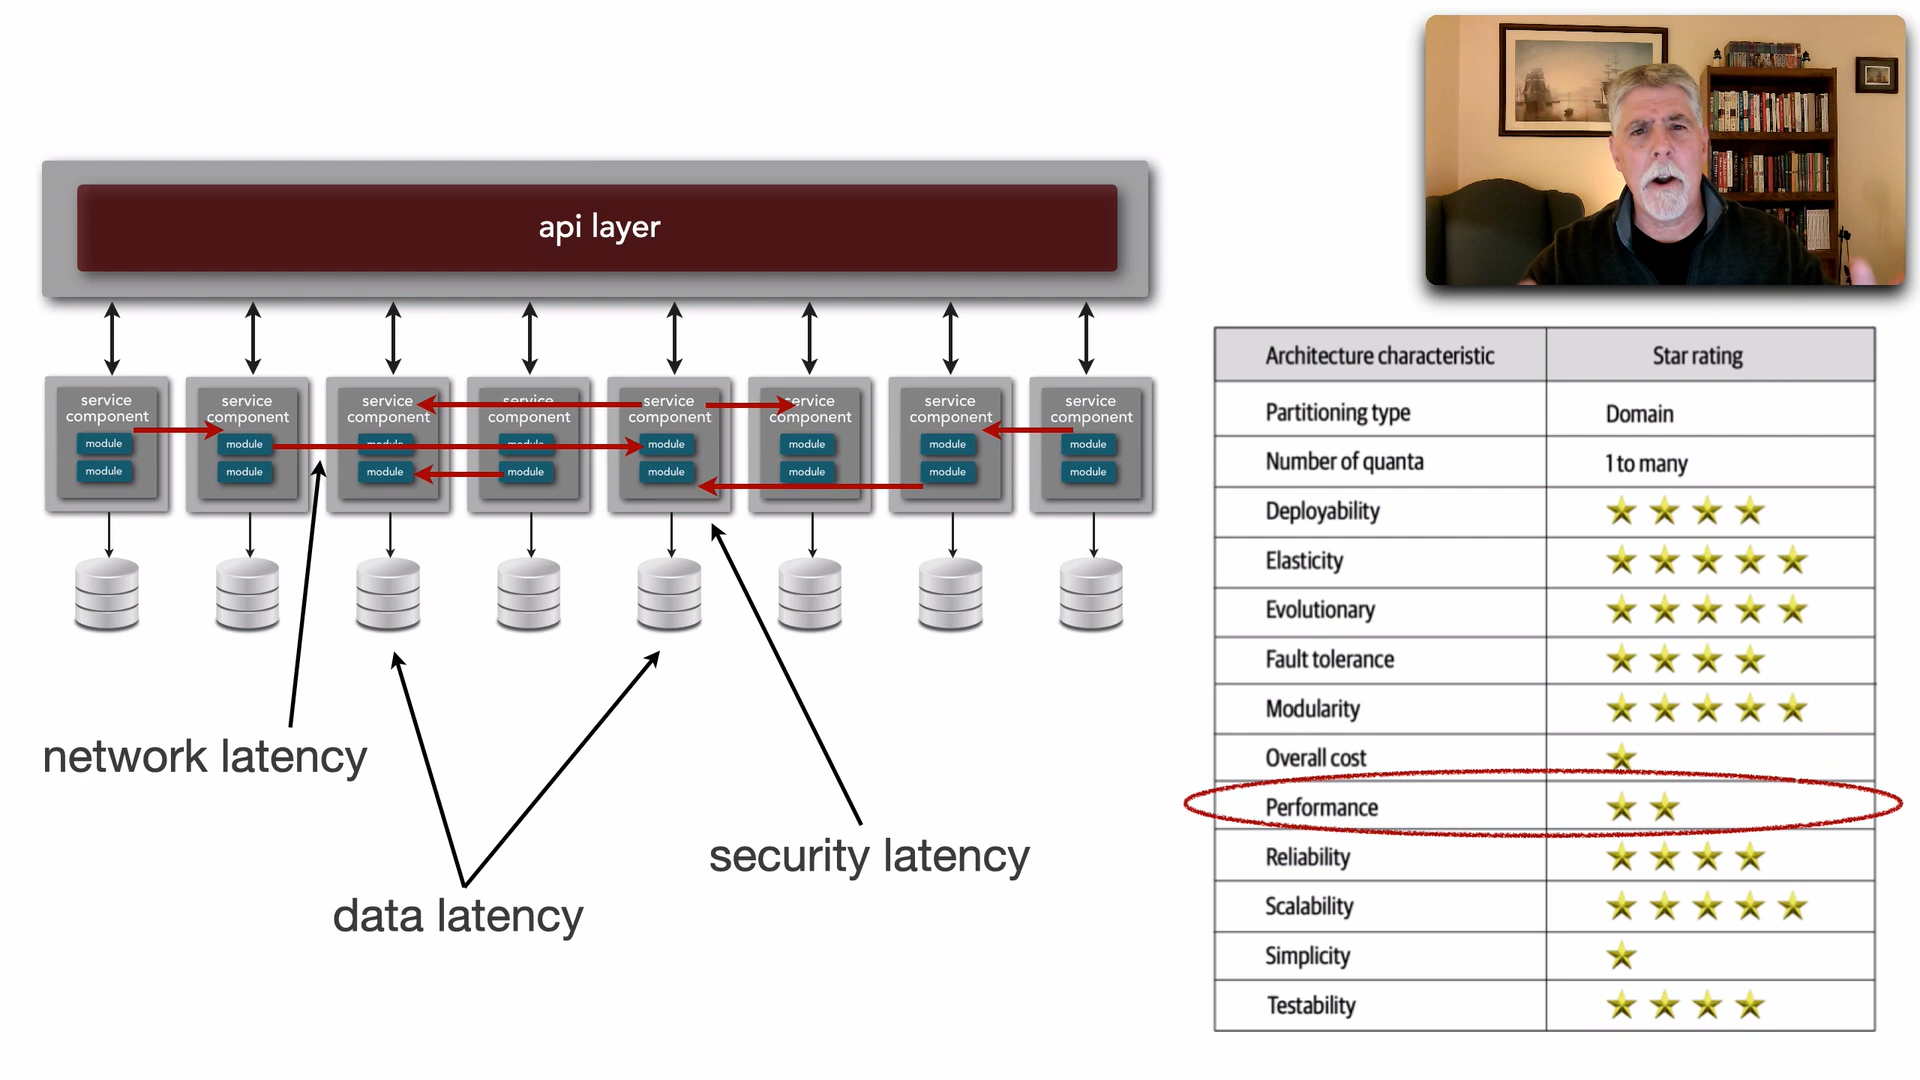 api layer
service
component
module
module
service
component
module
module
service
component
module
module
service
component
module
module
service
component
module
module
service
component
module
module
service
component
module
module
service
component
module
module
network latency
data latency
security latency
Architecture characteristic Star rating
Partitioning type Domain
Number of quanta 1 to many
Deployability
Elasticity
Evolutionary
Fault tolerance
Modularity
Overall cost
Performance
Reliability
Scalability
Simplicity
Testability